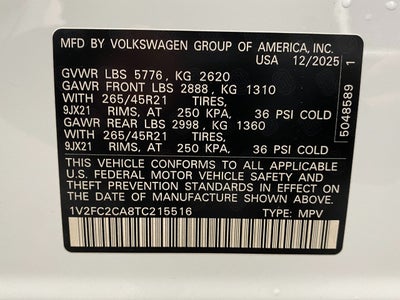 MFD BY VOLKSWAGEN GROUP OF AMERICA, INC.
USA 12/2025
GVWR LBS 5776, KG 2620
GAWR FRONT LBS 2888, KG 1310
WITH 265/45R21 TIRES,
9JX21 RIMS, AT 250 KPA, 36 PSI COLD
GAWR REAR LBS 2998, KG 1360
WITH 265/45R21 TIRES,
9JX21 RIMS, AT 250 KPA, 36 PSI COLD
THIS VEHICLE CONFORMS TO ALL APPLICABLE
U.S. FEDERAL MOTOR VEHICLE SAFETY AND
THEFT PREVENTION STANDARDS IN EFFECT ON
THE DATE OF MANUFACTURE SHOWN ABOVE.
1V2FC2CA8TC215516 TYPE: MPV
5048589 1